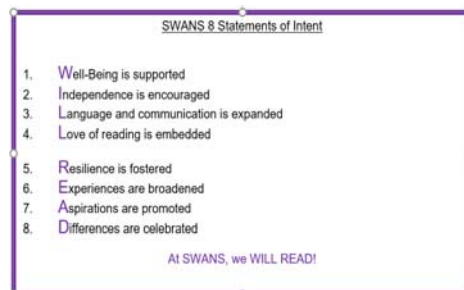 SWANS 8 Statements of Intent
1. Well-Being is supported
2. Independence is encouraged
3. Language and communication is expanded
4. Love of reading is embedded
5. Resilience is fostered
6. Experiences are broadened
7. Aspirations are promoted
8. Differences are celebrated
At SWANS, we WILL READ!